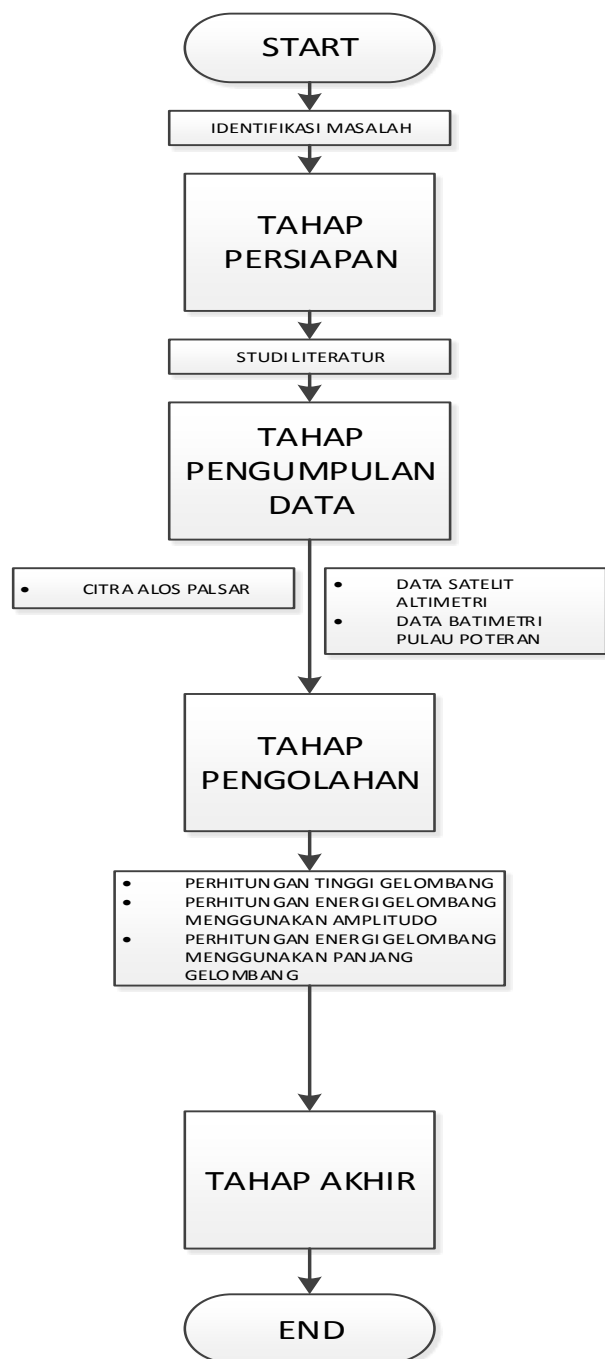 START
IDENTIFIKASI MASALAH
TAHAP
PERSIAPAN
STUDI LITERATUR
TAHAP
PENGUMPULAN
DATA
• CITRA ALOS PALSAR
• DATA SATELIT
ALTIMETRI
• DATA BATIMETRI
PULAU POTERAN
TAHAP
PENGOLAHAN
• PERHITUNGAN TINGGI GELOMBANG
• PERHITUNGAN ENERGI GELOMBANG
MENGGUNAKAN AMPLITUDO
• PERHITUNGAN ENERGI GELOMBANG
MENGGUNAKAN PANJANG
GELOMBANG
TAHAP AKHIR
END